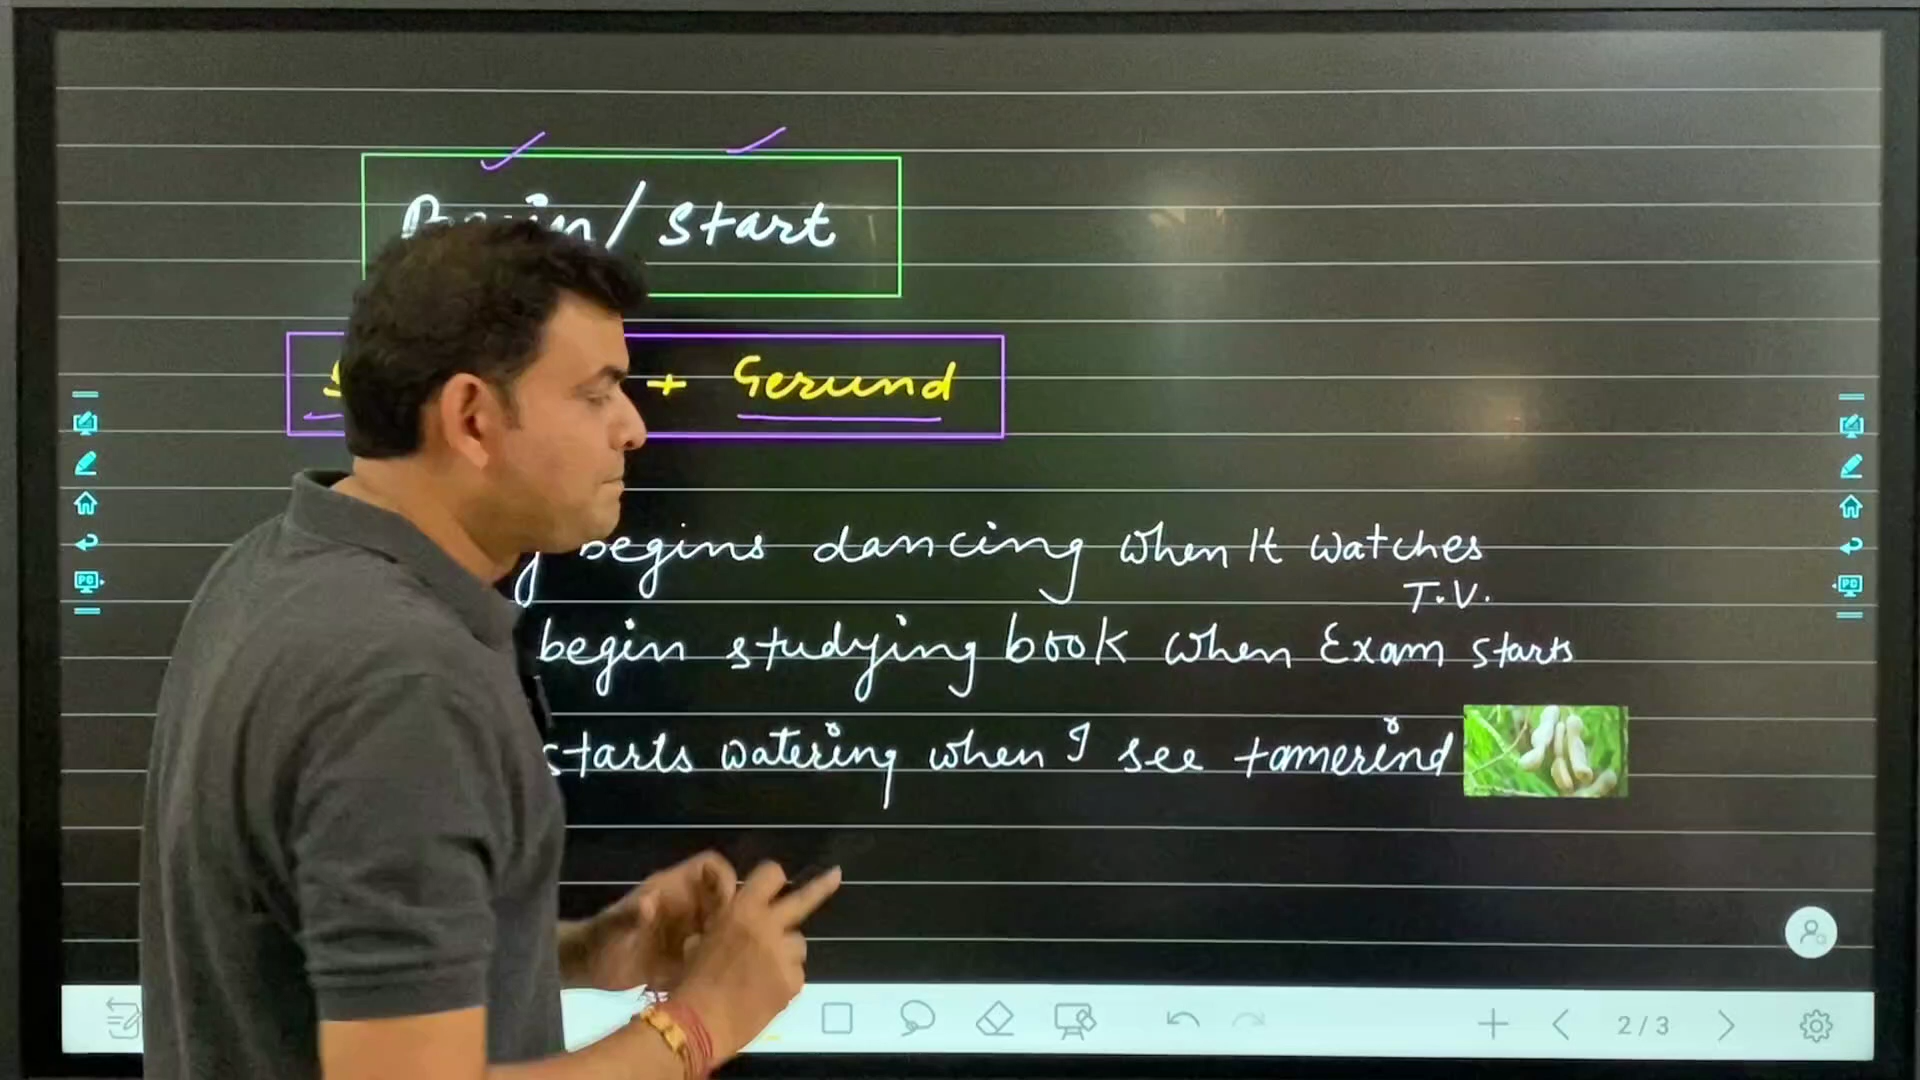 / Start
+ Gerund
begins dancing when It watches
T.V.
begin studying book when Exam starts
starts watering when I see tamerind
2/3